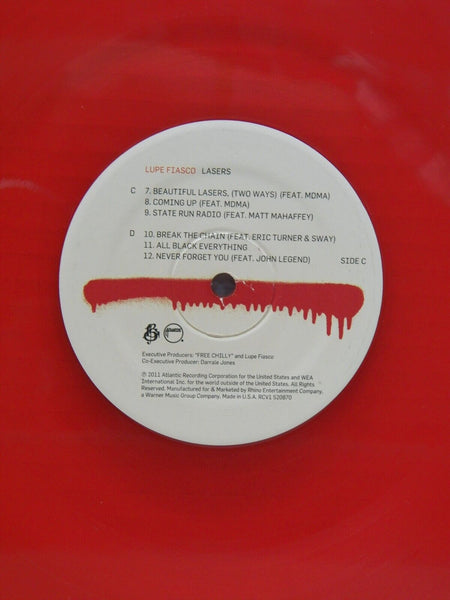 LUPE FIASCO LASERS
C 7. BEAUTIFUL LASERS, (TWO WAYS) (FEAT. MDMA)
8. COMING UP (FEAT. MDMA)
9. STATE RUN RADIO (FEAT. MATT MAHAFFEY)
D 10. BREAK THE CHAIN (FEAT. ERIC TURNER & SWAY)
11. ALL BLACK EVERYTHING
12. NEVER FORGET YOU (FEAT. JOHN LEGEND) SIDE C
Executive Producers: "FREE CHILLY" and Lupe Fiasco
Co-Executive Producer: Darrale Jones
℗ 2011 Atlantic Recording Corporation for the United States and WEA
International Inc. for the world outside of the United States. All Rights
Reserved. Manufactured for & Marketed by Rhino Entertainment Company,
a Warner Music Group Company. Made in U.S.A. RCV1 520870